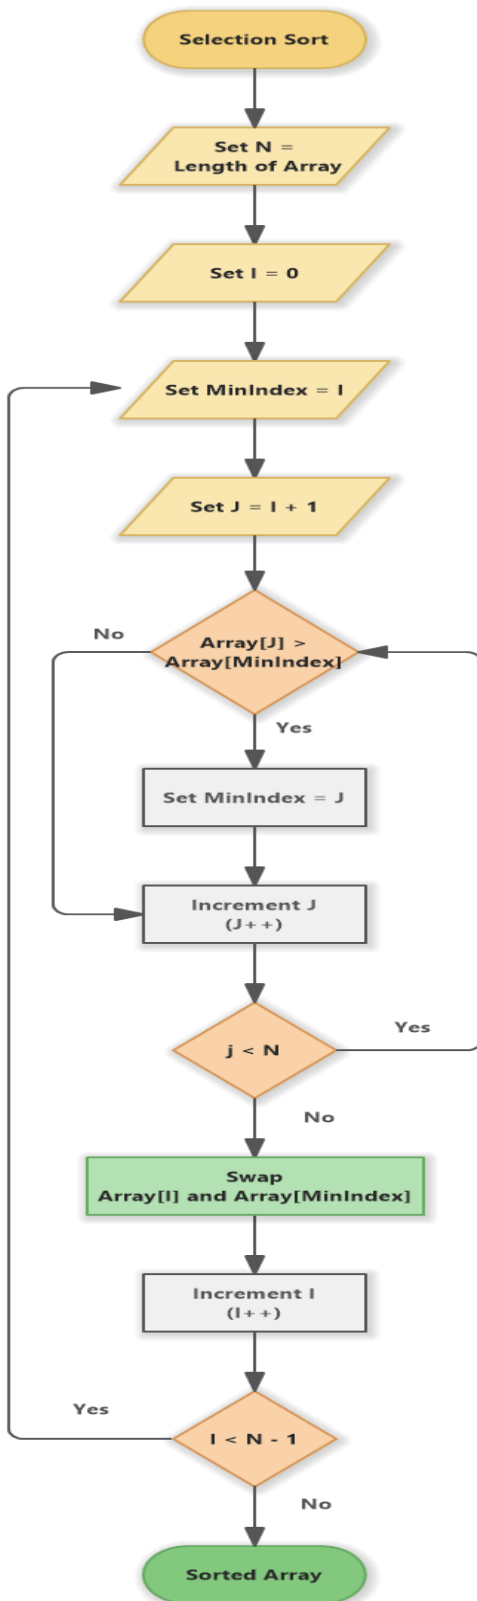 Selection Sort
Set N =
Length of Array
Set I = 0
Set MinIndex = I
Set J = I + 1
No
Array[J] >
Array[MinIndex]
Yes
Set MinIndex = J
Increment J
(J++)
j < N
Yes
No
Swap
Array[I] and Array[MinIndex]
Increment I
(I++)
Yes
I < N - 1
No
Sorted Array